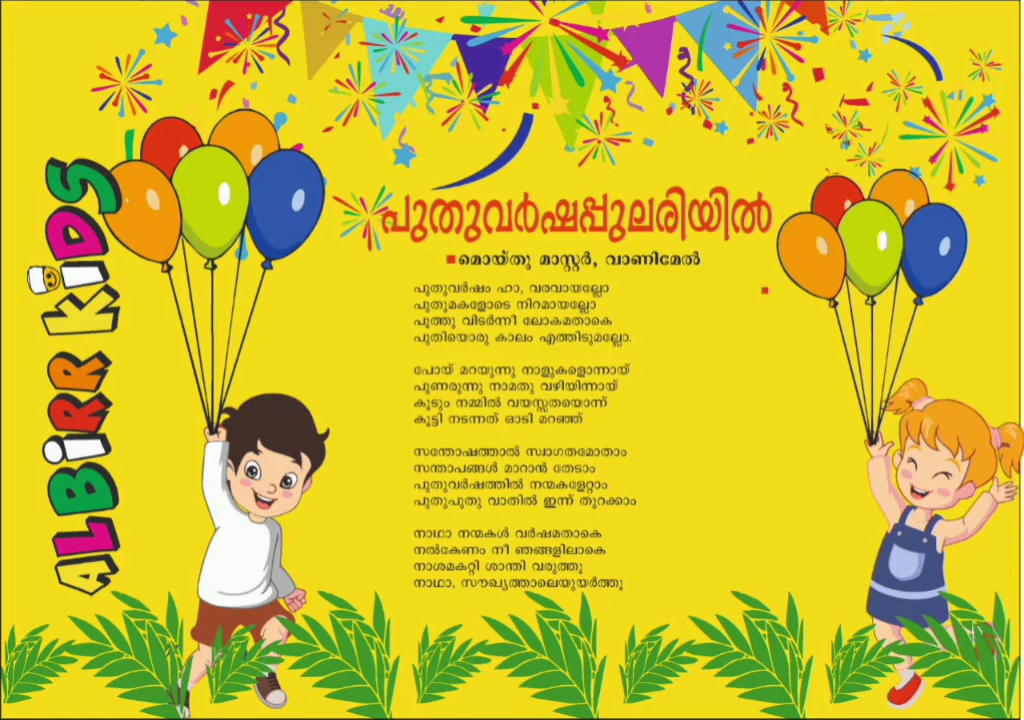 ALBIRR KIDS
പുതുവർഷപ്പുലരിയിൽ
മൊയ്തു മാസ്റ്റർ, വാണിമേൽ
പുതുവർഷം ഹാ, വരവായല്ലോ
പുതുമകളോടെ നിറമായല്ലോ
പുത്തു വിടർന്നീ ലോകമതാകെ
പുതിയൊരു കാലം എത്തിടുമല്ലോ.
പോയ് മറയുന്നു നാളുകളൊന്നായ്
പുണരുന്നു നാമതു വഴിയിന്നായ്
കൂടും നമ്മിൽ വയസ്സതയൊന്ന്
കൂട്ടി നടന്നത് ഓടി മറഞ്ഞ്
സന്തോഷത്താൽ സ്വാഗതമോതാം
സന്താപങ്ങൾ മാറാൻ തേടാം
പുതുവർഷത്തിൽ നന്മകളേറ്റാം
പുതുപുതു വാതിൽ ഇന്ന് തുറക്കാം
നാഥാ നന്മകൾ വർഷമതാകെ
നൽകേണം നീ ഞങ്ങളിലാകെ
നാശമകറ്റി ശാന്തി വരുത്തൂ
നാഥാ, സൗഖ്യത്താലെയുയർത്തൂ